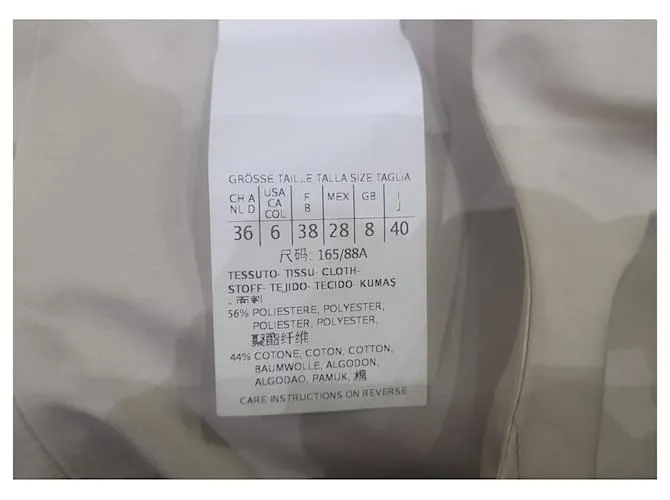 GRÖSSE TAILLE TALLA SIZE TAGLIA
CH A NL D
USA CA COL
F B
MEX
GB
I J
36 6 38 28 8 40
尺码: 165/88A
TESSUTO- TISSU- CLOTH-
STOFF- TEJIDO- TECIDO- KUMAŞ
- 面料
56% POLIESTERE, POLYESTER,
POLIESTER, POLYESTER,
聚酯纤维
44% COTONE, COTON, COTTON,
BAUMWOLLE, ALGODON,
ALGODAO, PAMUK, 棉
CARE INSTRUCTIONS ON REVERSE